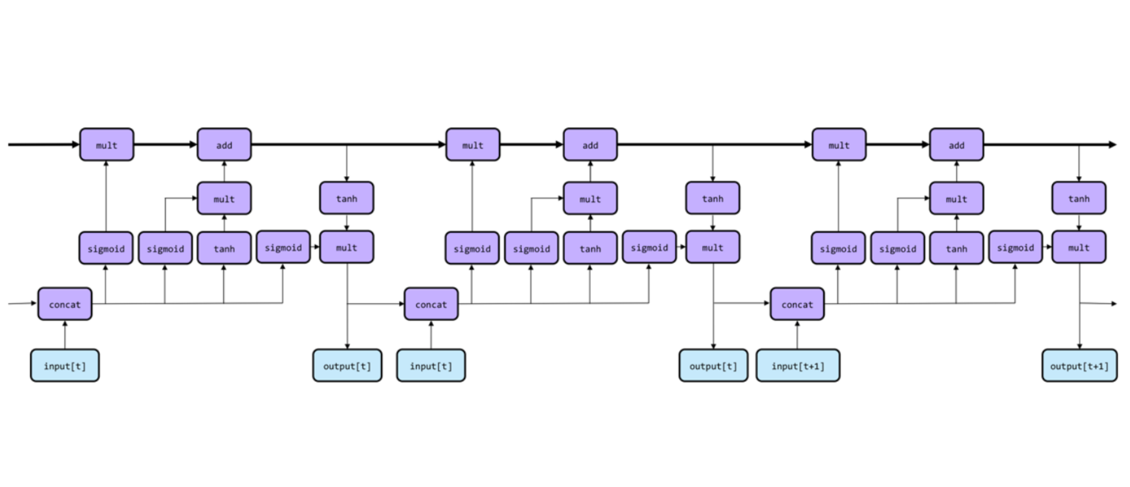 mult add mult add mult add
mult tanh mult tanh mult tanh
sigmoid sigmoid tanh sigmoid mult sigmoid sigmoid tanh sigmoid mult sigmoid sigmoid tanh sigmoid mult
concat concat concat
input[t] output[t] input[t] output[t] input[t+1] output[t+1]